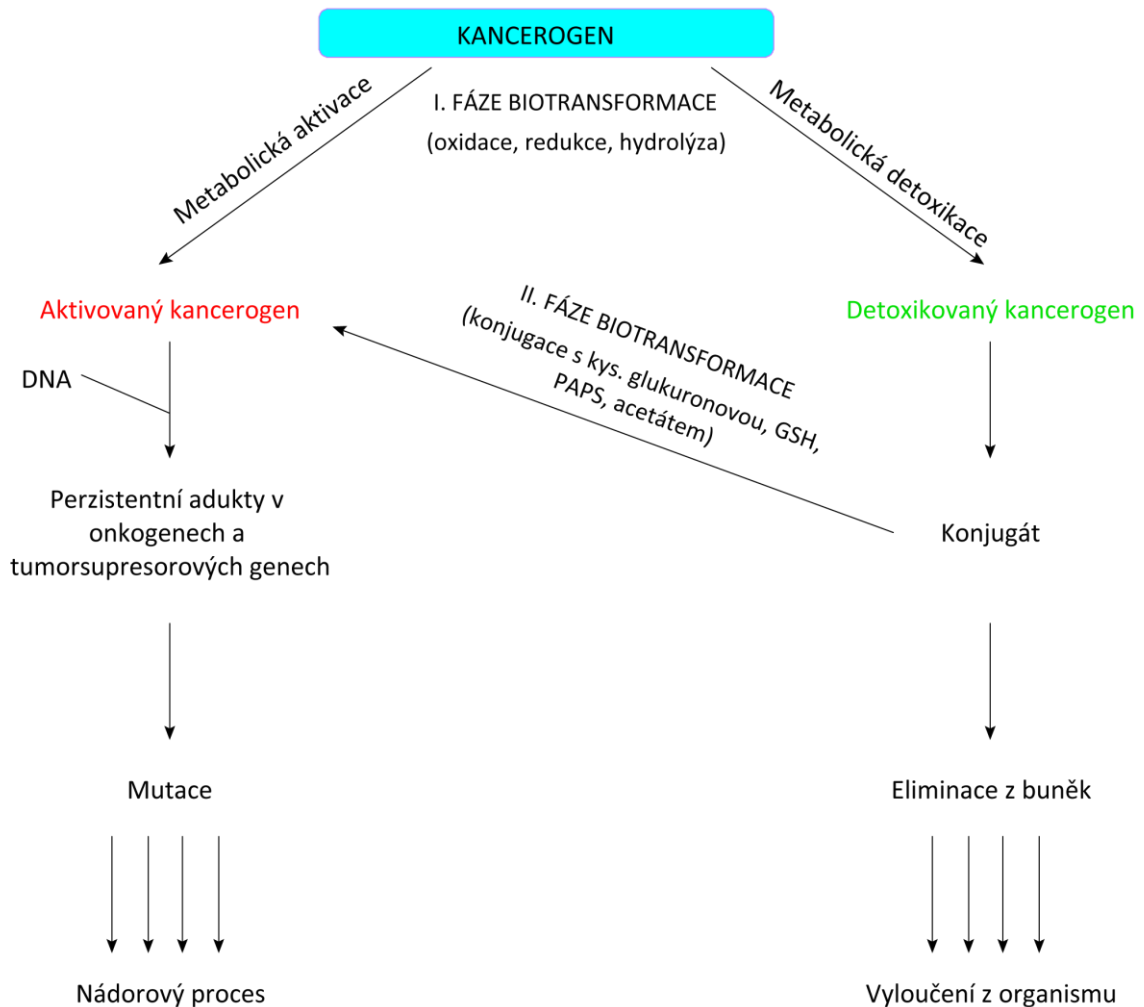 KANCEROGEN
I. FÁZE BIOTRANSFORMACE
(oxidace, redukce, hydrolýza)
Metabolická aktivace
Metabolická detoxikace
Aktivovaný kancerogen
II. FÁZE BIOTRANSFORMACE
(konjugace s kys. glukuronovou, GSH,
PAPS, acetátem)
Detoxikovaný kancerogen
DNA
Perzistentní adukty v
onkogenech a
tumorsupresorových genech
Konjugát
Mutace
Eliminace z buněk
Nádorový proces
Vyloučení z organismu